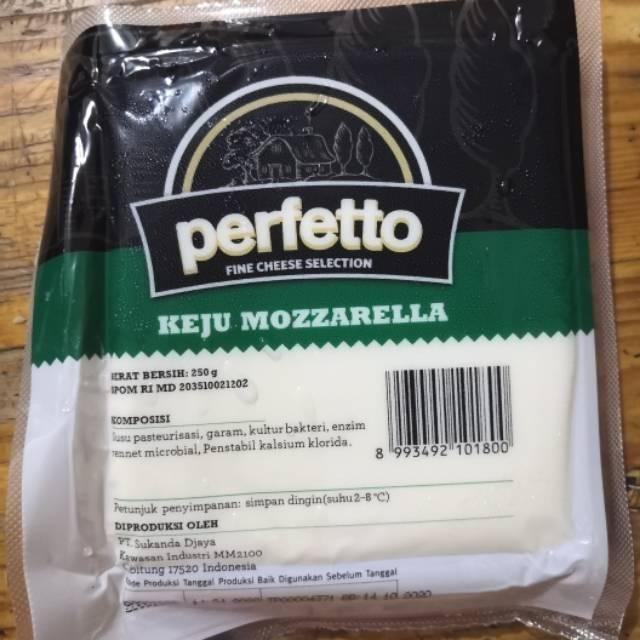 perfetto
FINE CHEESE SELECTION
KEJU MOZZARELLA
BERAT BERSIH: 250 g
BPOM RI MD 203510021202
KOMPOSISI
Susu pasteurisasi, garam, kultur bakteri, enzim
rennet microbial, Penstabil kalsium klorida.
8 993492 101800
Petunjuk penyimpanan: simpan dingin(suhu 2-8 °C)
DIPRODUKSI OLEH
PT. Sukanda Djaya
Kawasan Industri MM2100
Cibitung 17520 Indonesia
Kode Produksi Tanggal Produksi Baik Digunakan Sebelum Tanggal